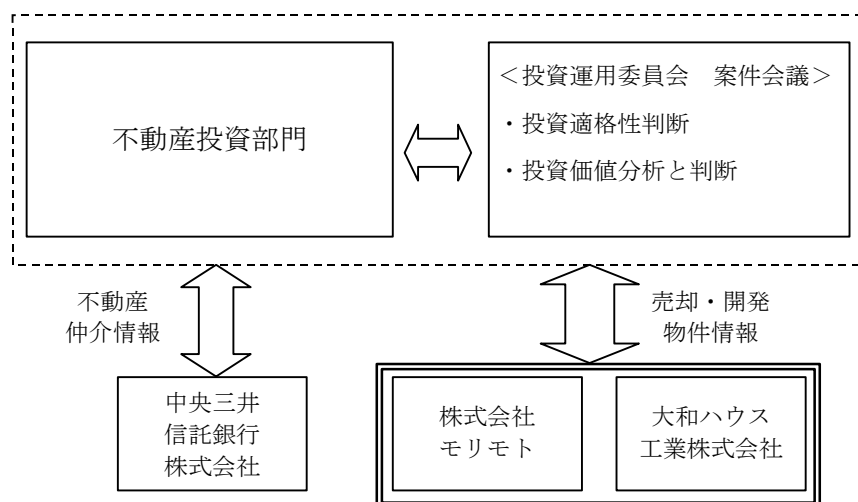 不動産投資部門
<投資運用委員会　案件会議>
・投資適格性判断
・投資価値分析と判断
不動産
仲介情報
売却・開発
物件情報
中央三井
信託銀行
株式会社
株式会社
モリモト
大和ハウス
工業株式会社